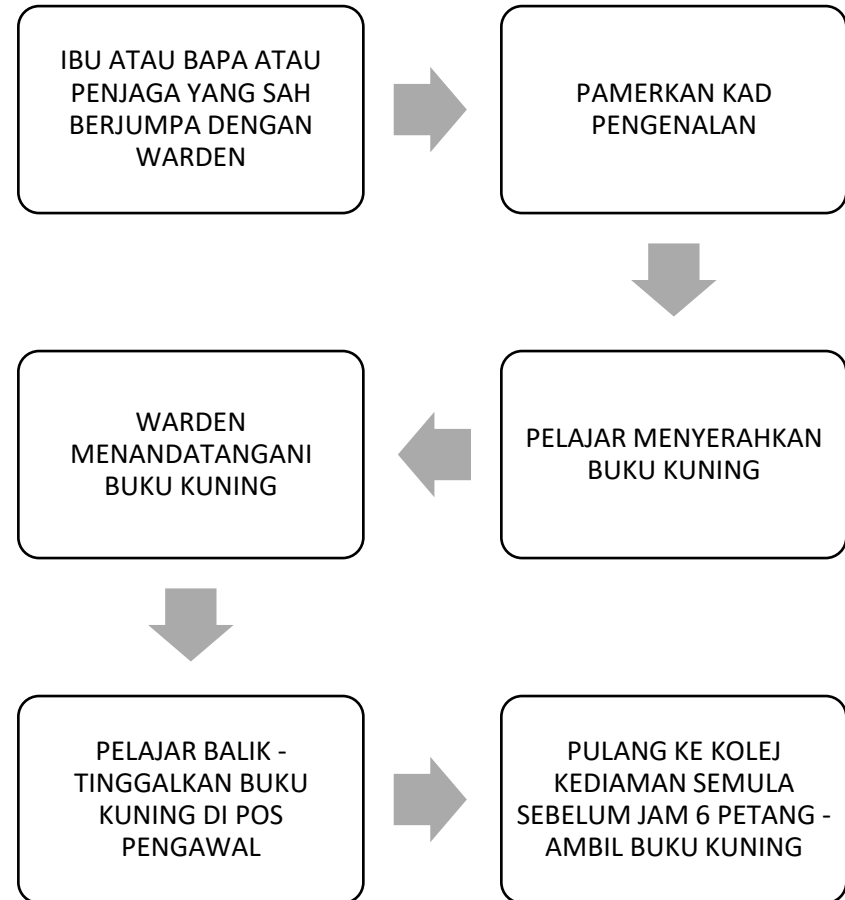 IBU ATAU BAPA ATAU
PENJAGA YANG SAH
BERJUMPA DENGAN
WARDEN
PAMERKAN KAD
PENGENALAN
PELAJAR MENYERAHKAN
BUKU KUNING
WARDEN
MENANDATANGANI
BUKU KUNING
PELAJAR BALIK -
TINGGALKAN BUKU
KUNING DI POS
PENGAWAL
PULANG KE KOLEJ
KEDIAMAN SEMULA
SEBELUM JAM 6 PETANG -
AMBIL BUKU KUNING